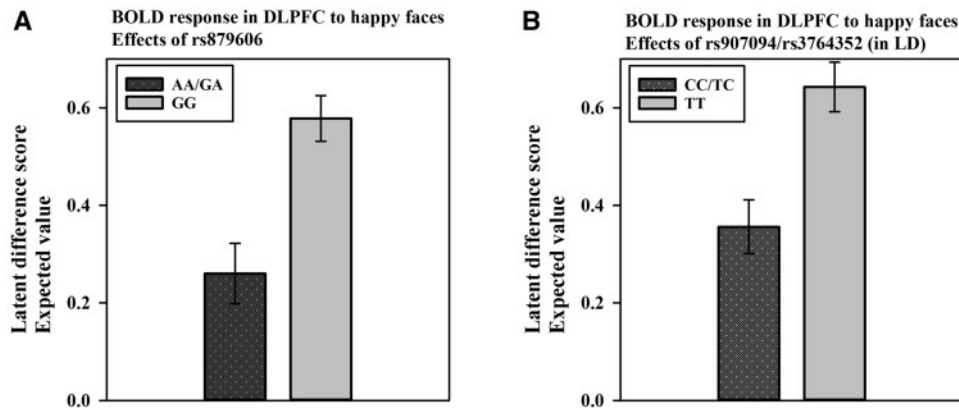 A
BOLD response in DLPFC to happy faces
Effects of rs879606
AA/GA
GG
0.6
0.4
0.2
0.0
Latent difference score
Expected value
B
BOLD response in DLPFC to happy faces
Effects of rs907094/rs3764352 (in LD)
CC/TC
TT
0.6
0.4
0.2
0.0
Latent difference score
Expected value